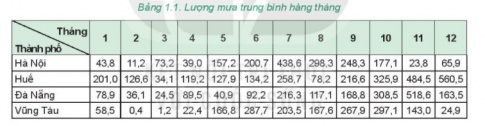 Bảng 1.1. Lượng mưa trung bình hàng tháng
Tháng 1 2 3 4 5 6 7 8 9 10 11 12
Thành phố
Hà Nội 43,8 11,2 73,2 39,0 157,2 200,7 438,6 298,3 248,3 177,1 23,8 65,9
Huế 201,0 126,6 34,1 119,2 127,9 134,2 258,7 78,2 216,6 325,9 484,5 560,5
Đà Nẵng 78,9 36,1 24,5 89,5 40,9 92,2 216,3 117,1 168,8 308,5 518,6 163,5
Vũng Tàu 58,5 0,4 1,2 22,4 166,8 287,7 203,5 167,6 267,9 297,1 143,0 24,9